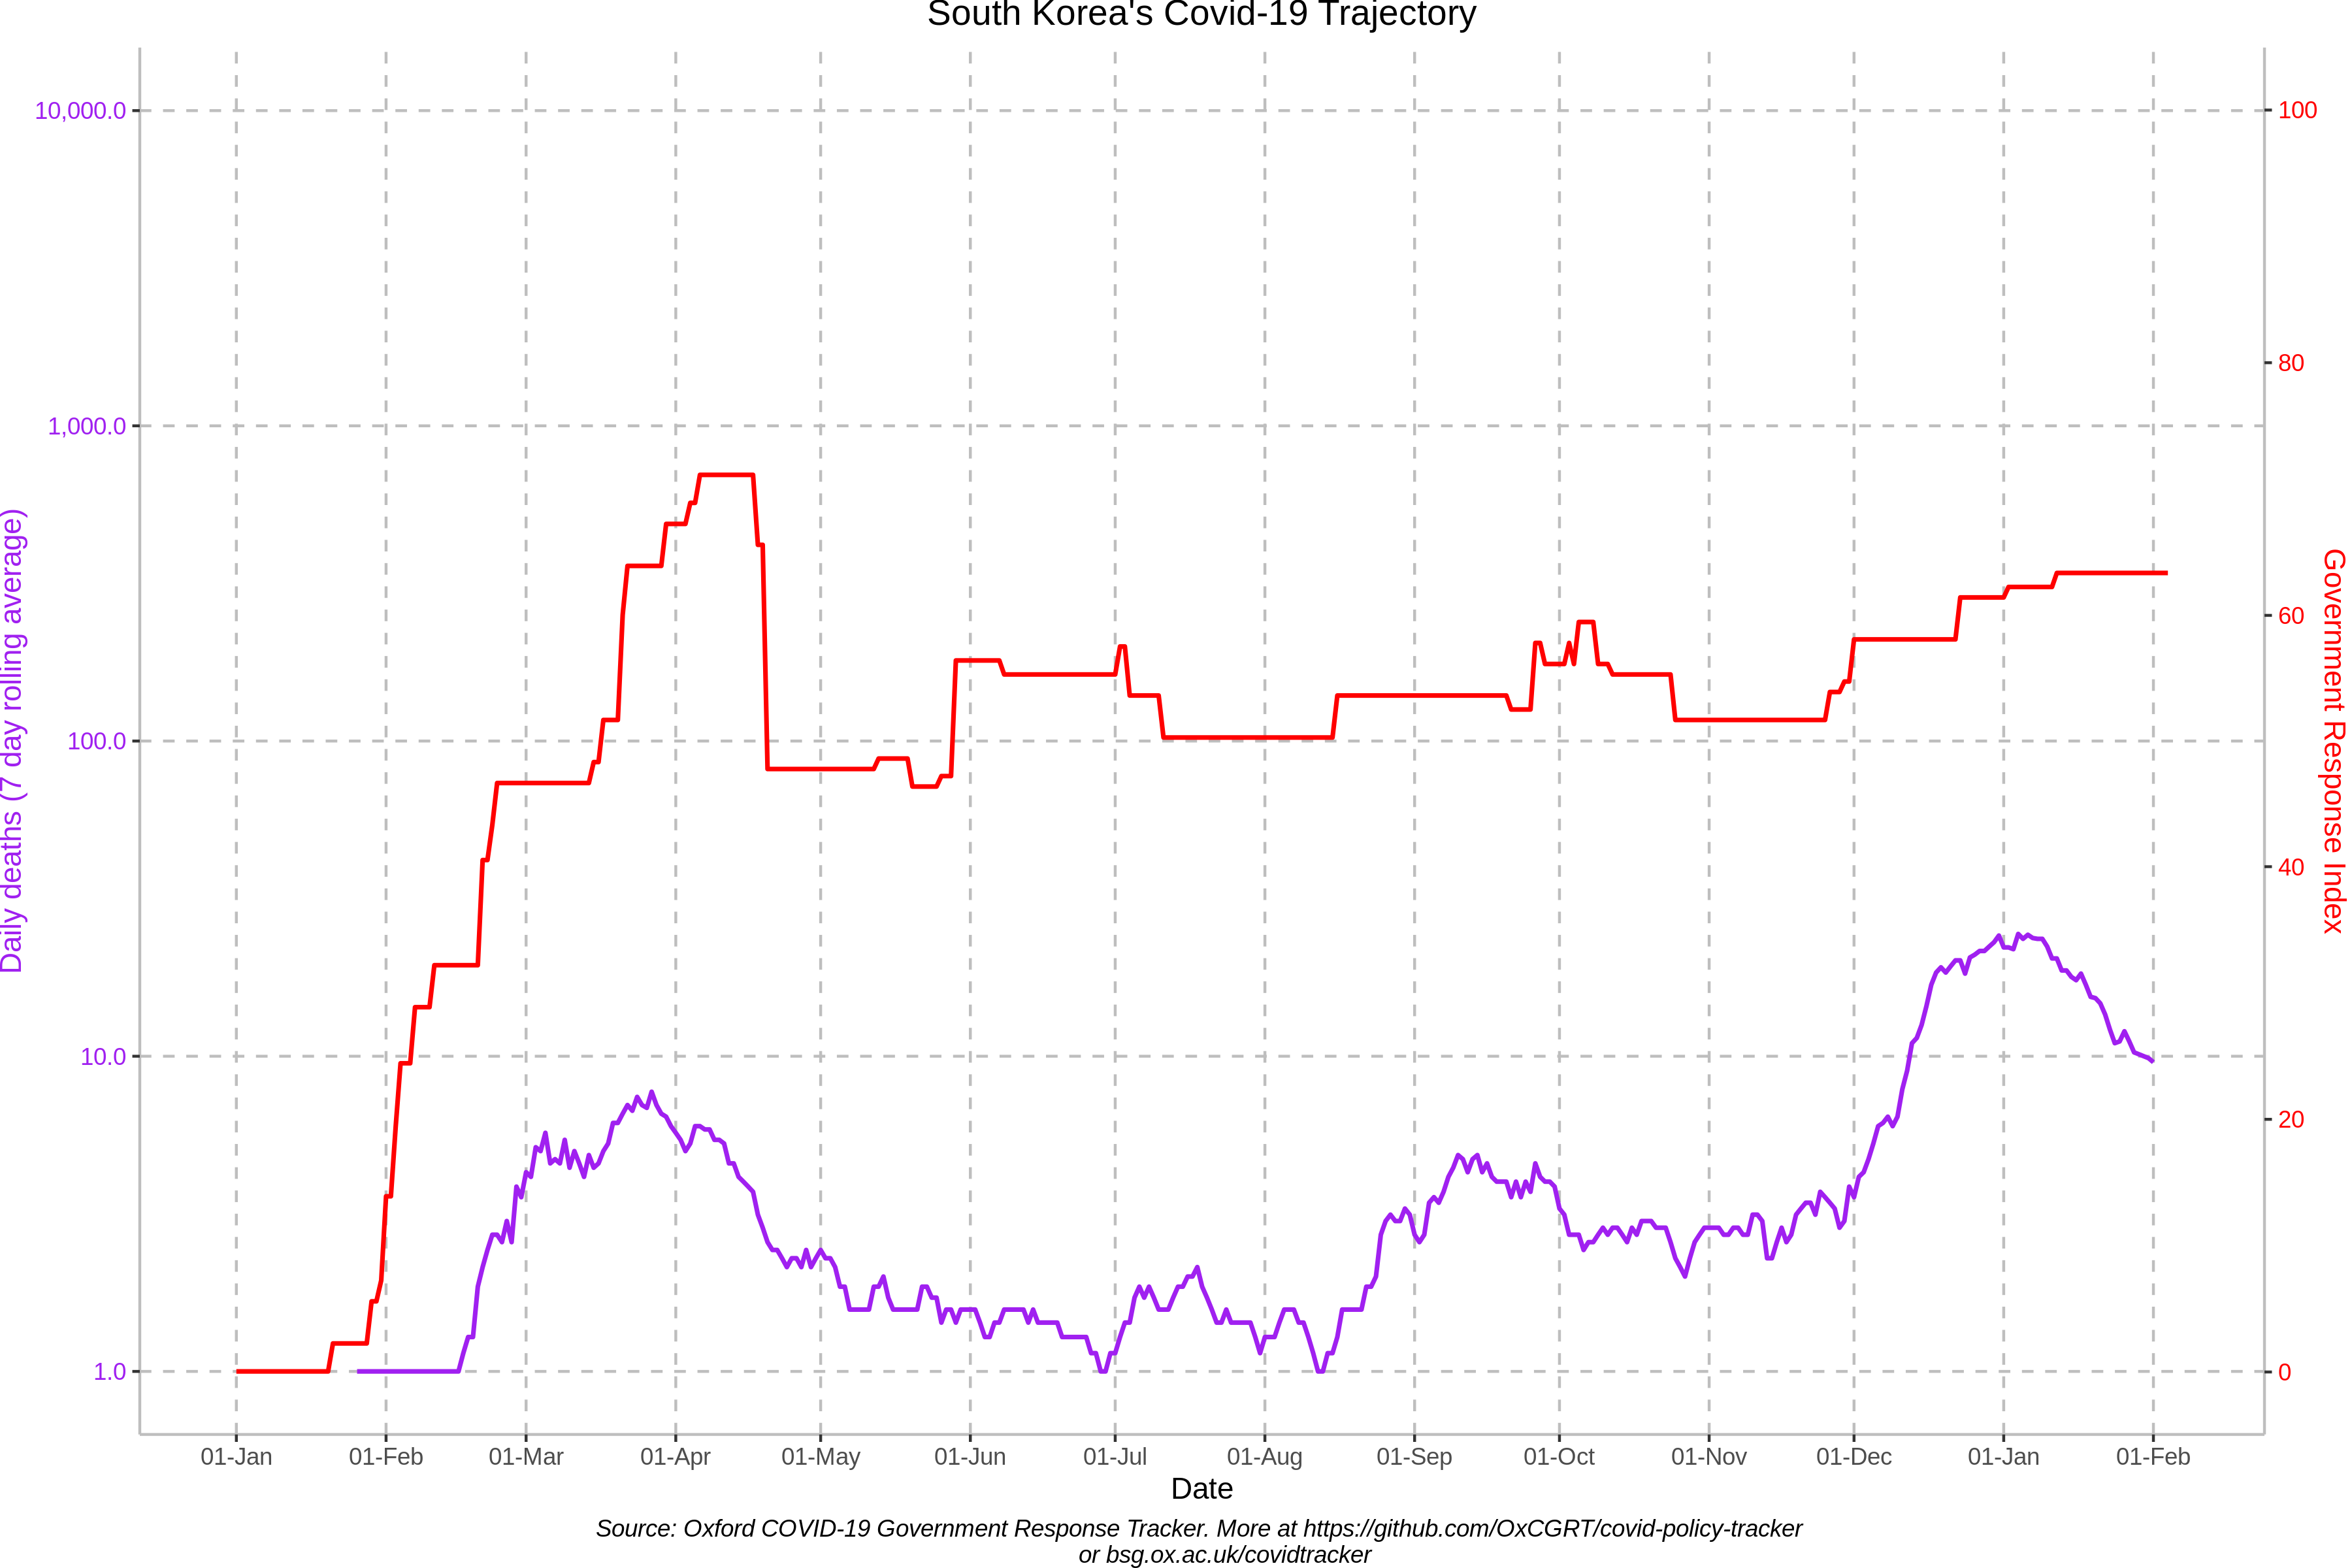 South Korea's Covid-19 Trajectory
10,000.0
1,000.0
100.0
10.0
1.0
Daily deaths (7 day rolling average)
100
80
60
40
20
0
Government Response Index
01-Jan 01-Feb 01-Mar 01-Apr 01-May 01-Jun 01-Jul 01-Aug 01-Sep 01-Oct 01-Nov 01-Dec 01-Jan 01-Feb
Date
Source: Oxford COVID-19 Government Response Tracker. More at https://github.com/OxCGRT/covid-policy-tracker
or bsg.ox.ac.uk/covidtracker